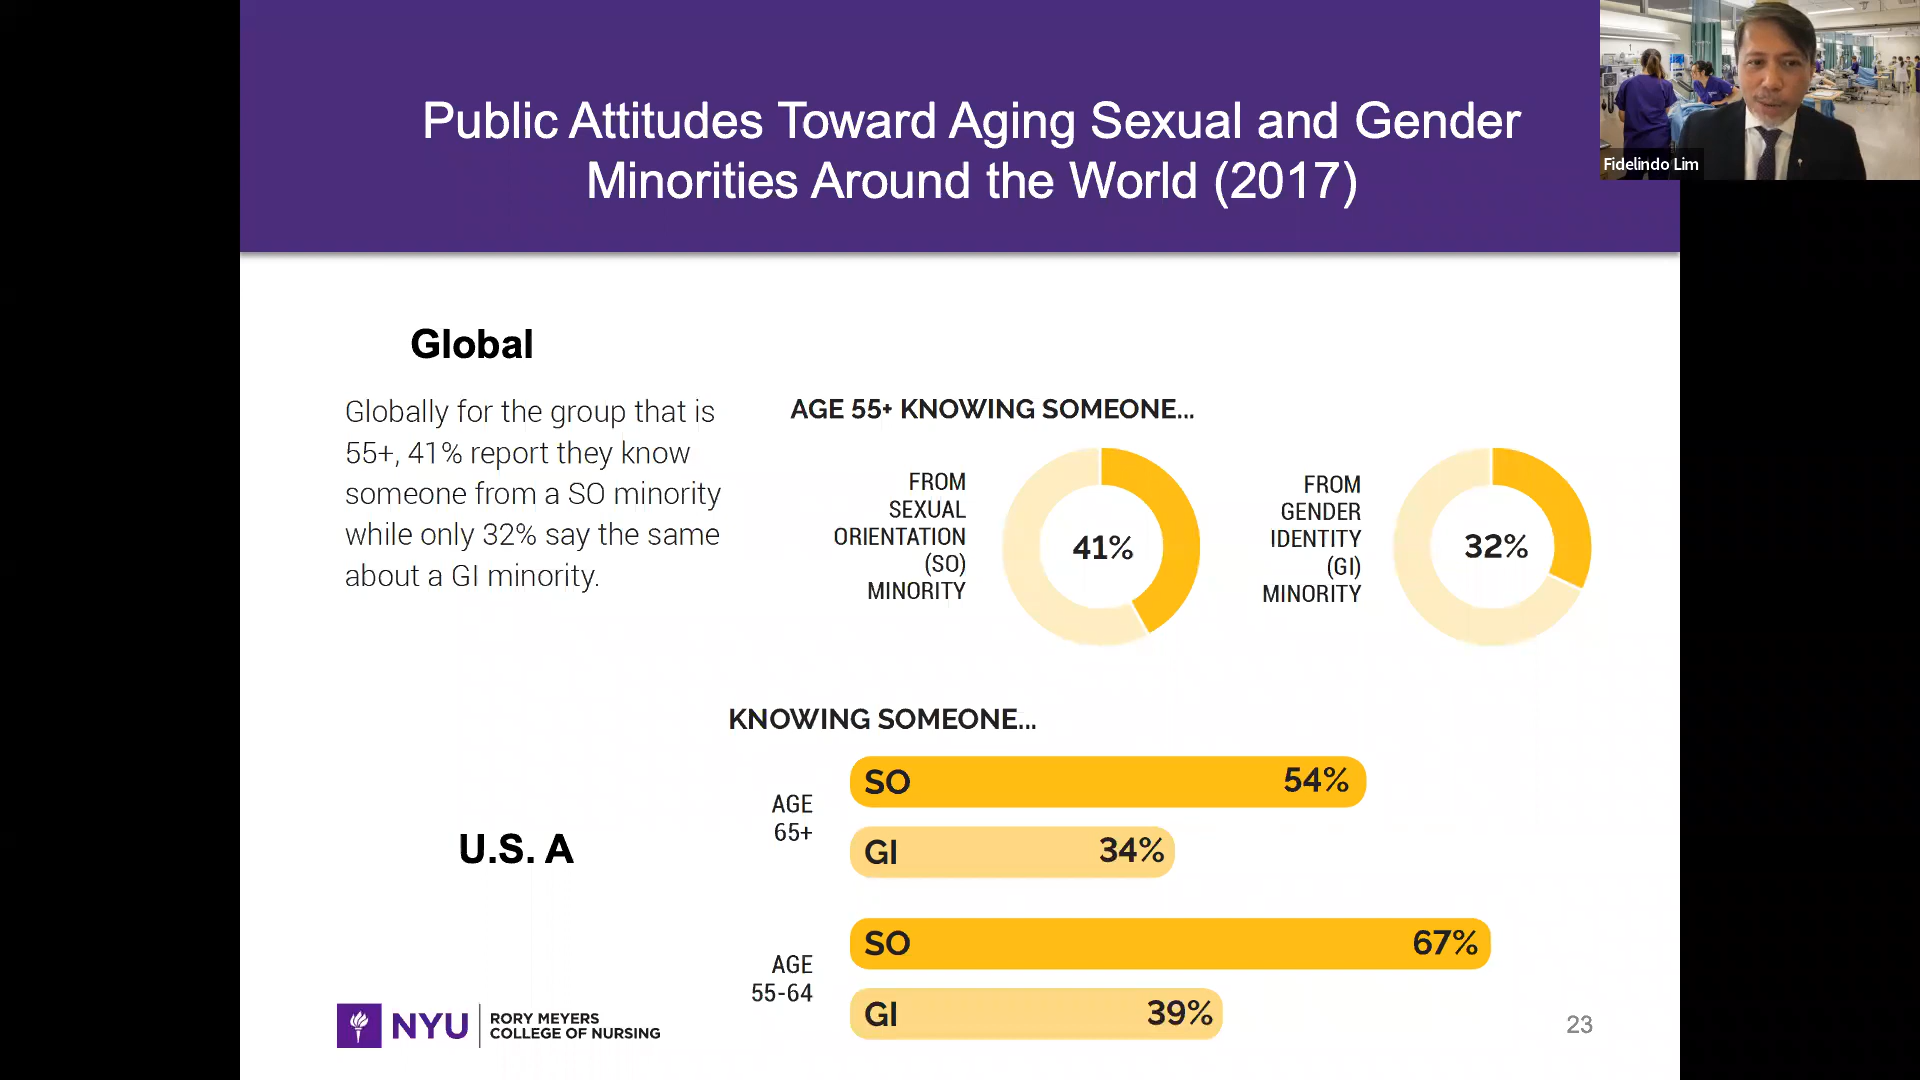 Public Attitudes Toward Aging Sexual and Gender
Minorities Around the World (2017)
Fidelindo Lim
Global
Globally for the group that is
55+, 41% report they know
someone from a SO minority
while only 32% say the same
about a GI minority.
AGE 55+ KNOWING SOMEONE...
FROM
SEXUAL
ORIENTATION
(SO)
MINORITY
41%
FROM
GENDER
IDENTITY
(GI)
MINORITY
32%
U.S. A
KNOWING SOMEONE...
AGE
65+
SO 54%
GI 34%
AGE
55-64
SO 67%
GI 39%
NYU
RORY MEYERS
COLLEGE OF NURSING
23